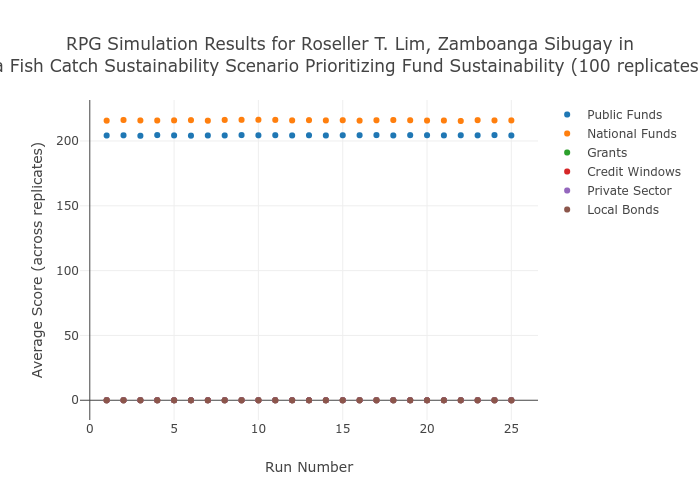 RPG Simulation Results for Roseller T. Lim, Zamboanga Sibugay in
a Fish Catch Sustainability Scenario Prioritizing Fund Sustainability (100 replicates
Public Funds
National Funds
Grants
Credit Windows
Private Sector
Local Bonds
Average Score (across replicates)
200
150
100
50
0
0 5 10 15 20 25
Run Number